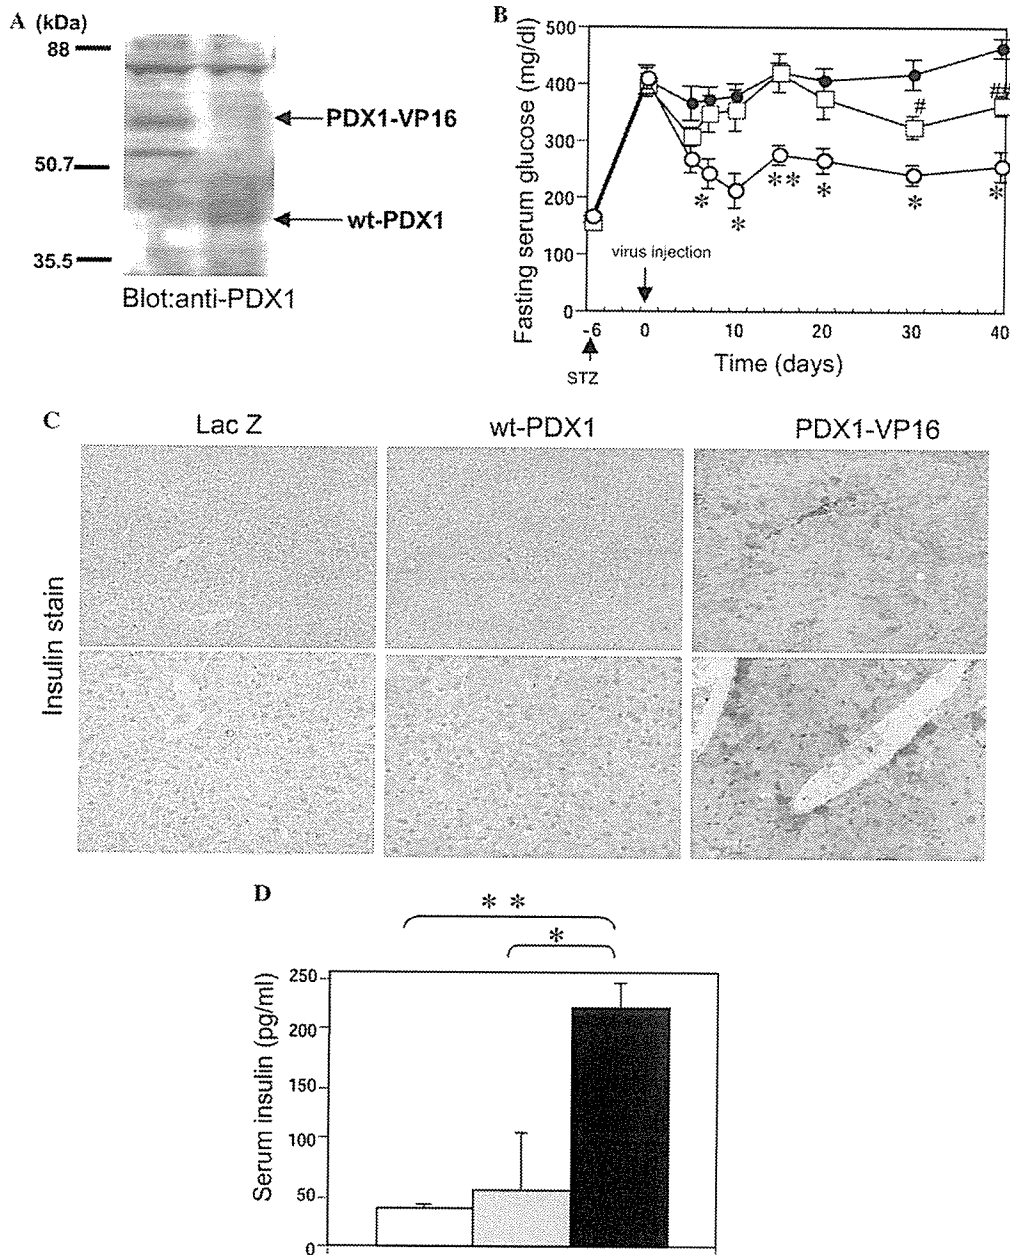 A (kDa)
88
PDX1-VP16
50.7
wt-PDX1
35.5
Blot:anti-PDX1
B
Fasting serum glucose (mg/dl)
500
400
300
200
100
0
# ##
* * ** * * *
virus injection
-6 0 10 20 30 40
STZ
Time (days)
C
Lac Z wt-PDX1 PDX1-VP16
Insulin stain
D
* *
*
Serum insulin (pg/ml)
250
200
150
100
50
0